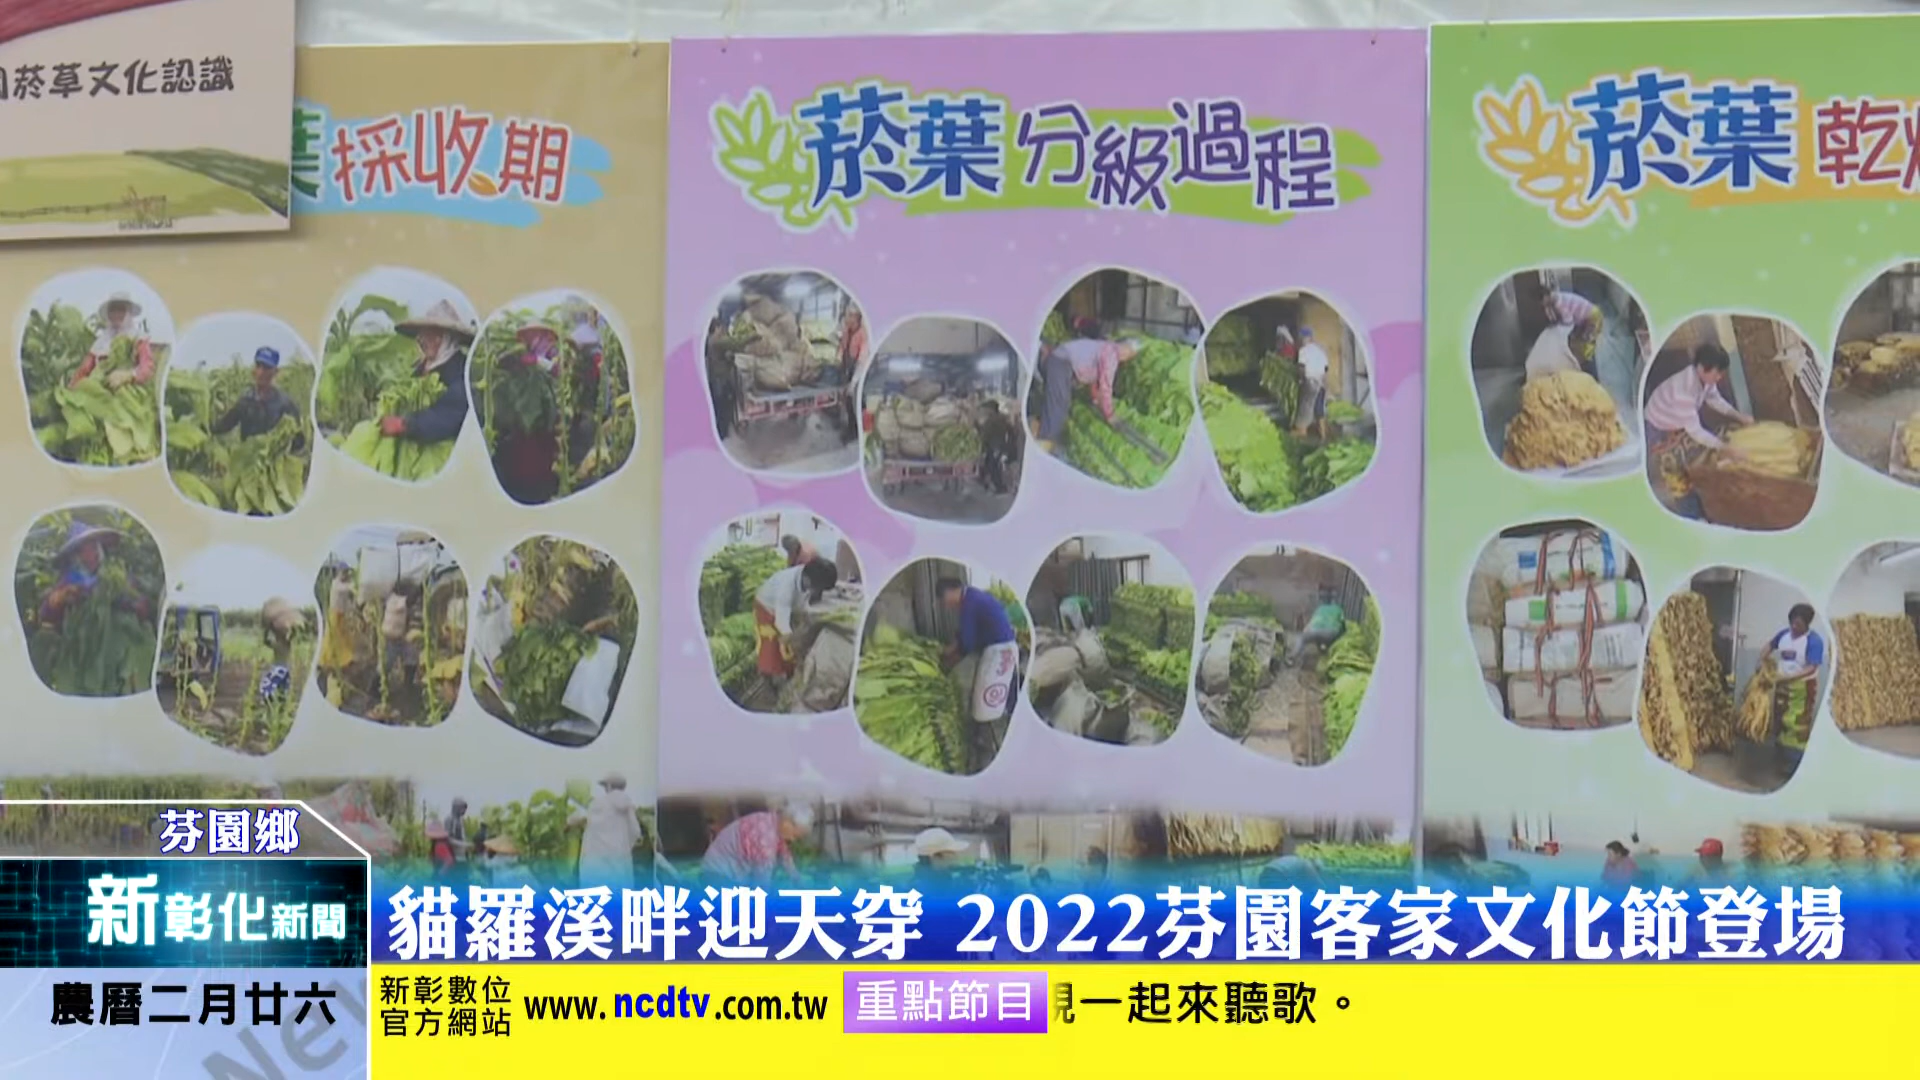 菸草文化認識
葉採收期
菸葉分級過程
菸葉乾
芬園鄉
新彰化新聞
貓羅溪畔迎天穿 2022芬園客家文化節登場
農曆二月廿六
新彰數位
官方網站
www.ncdtv.com.tw
重點節目
一起來聽歌。